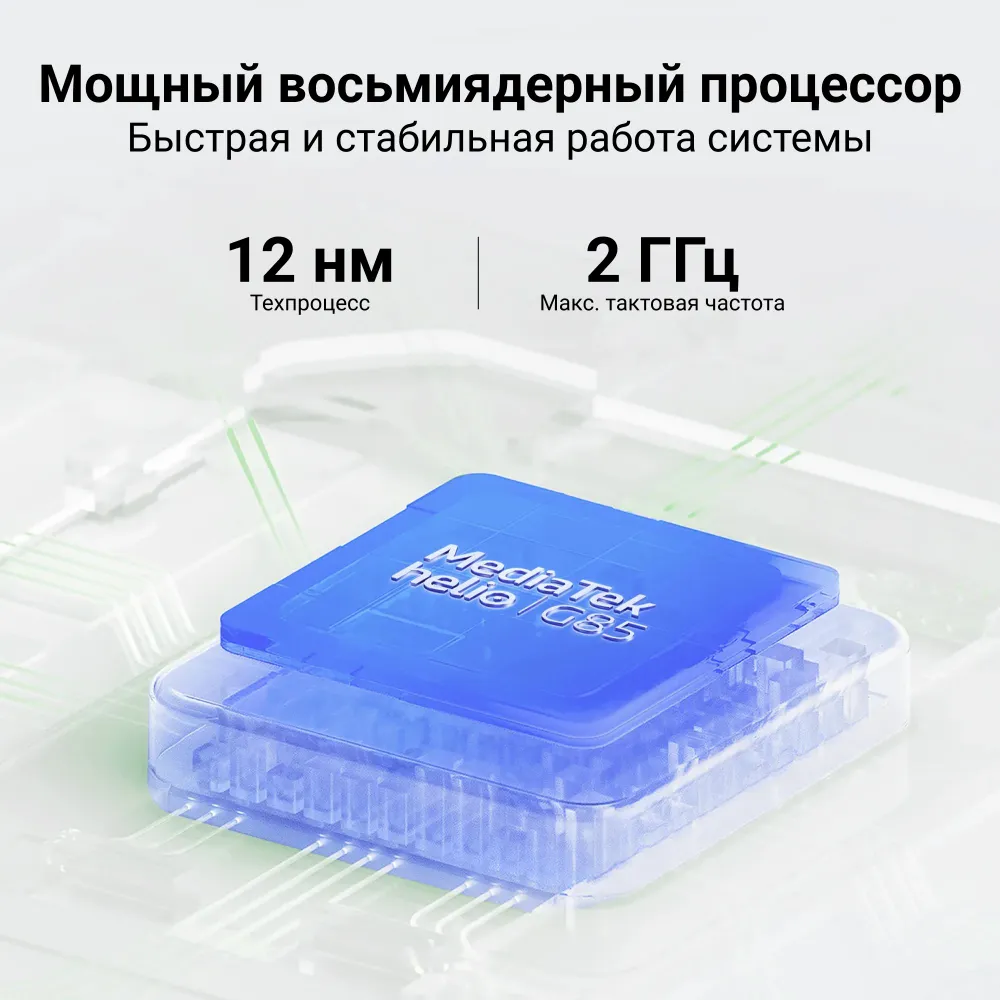 Мощный восьмиядерный процессор
Быстрая и стабильная работа системы
12 нм
Техпроцесс
2 ГГц
Макс. тактовая частота
MediaTek
helio | G85